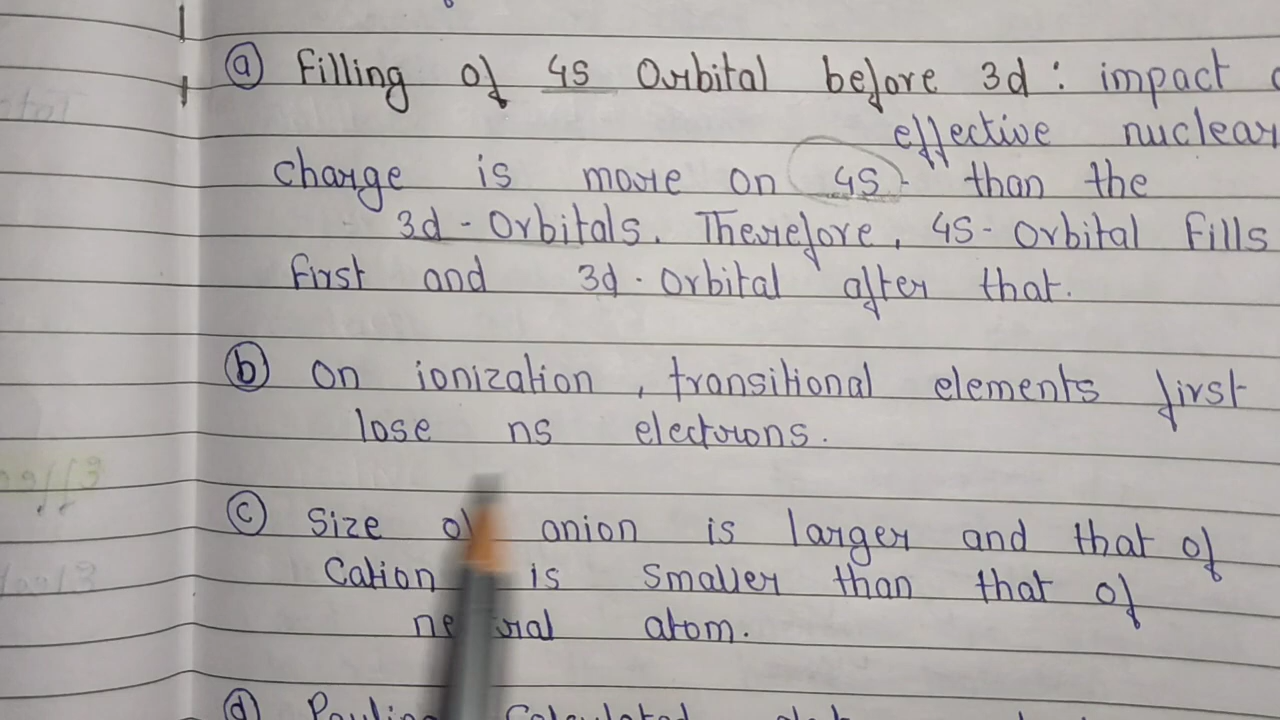 (a) Filling of 4s Orbital before 3d : impact
effective nuclear
charge is more on 4s - than the
3d - Orbitals. Therefore, 4s - orbital fills
first and 3d - orbital after that.
(b) On ionization, transitional elements first
lose ns electrons.
(c) Size of anion is larger and that of
Cation is smaller than that of
atom.
(d) Calculated